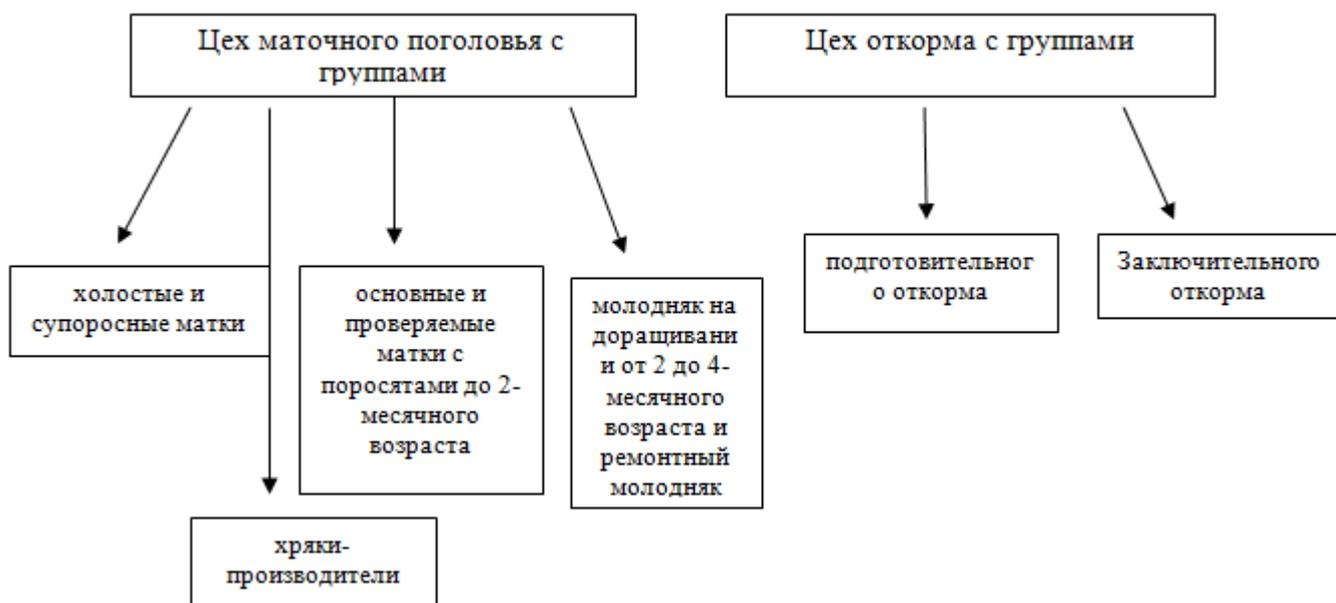 Цех маточного поголовья с
группами
Цех откорма с группами
холостые и
супоросные матки
основные и
проверяемые
матки с
поросятами до 2-
месячного
возраста
молодняк на
доращивани
и от 2 до 4-
месячного
возраста и
ремонтный
молодняк
подготовительног
о откорма
Заключительного
откорма
хряки-
производители